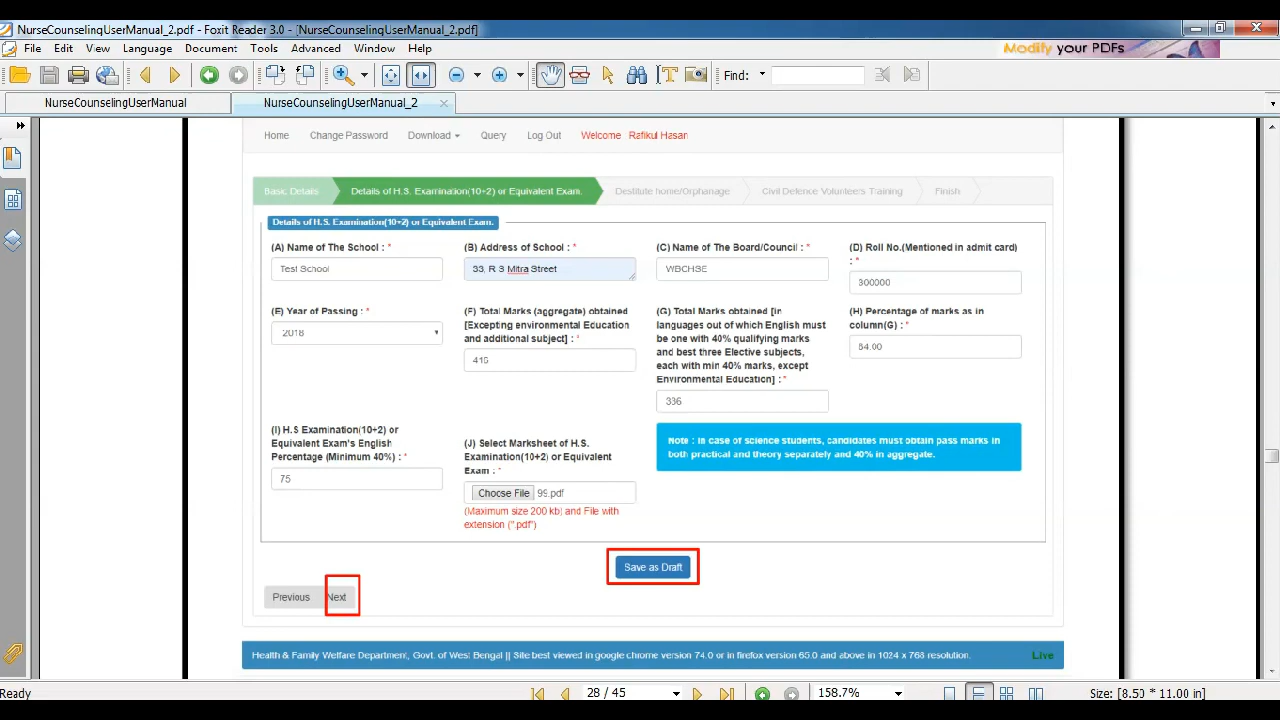 NurseCounselingUserManual_2.pdf - Foxit Reader 3.0 - [NurseCounselingUserManual_2.pdf]
File Edit View Language Document Tools Advanced Window Help
Modify your PDFs
Find:
NurseCounselingUserManual
NurseCounselingUserManual_2
Home Change Password Download Query Log Out Welcome Rafikul Hasan
Basic Details Details of H.S. Examination(10+2) or Equivalent Exam. Destitute home/Orphanage Civil Defence Volunteers Training Finish
Details of H.S. Examination(10+2) or Equivalent Exam.
(A) Name of The School : *
Test School
(B) Address of School : *
33, R G Mitra Street
(C) Name of The Board/Council : *
WBCHSE
(D) Roll No.(Mentioned in admit card)
: *
300000
(E) Year of Passing : *
2018
(F) Total Marks (aggregate) obtained
[Excepting environmental Education
and additional subject] : *
415
(G) Total Marks obtained [in
languages out of which English must
be one with 40% qualifying marks
and best three Elective subjects,
each with min 40% marks, except
Environmental Education] : *
336
(H) Percentage of marks as in
column(G) : *
84.00
(I) H.S Examination(10+2) or
Equivalent Exam's English
Percentage (Minimum 40%) : *
75
(J) Select Marksheet of H.S.
Examination(10+2) or Equivalent
Exam : *
Choose File 99.pdf
(Maximum size 200 kb) and File with
extension (".pdf")
Note : In case of science students, candidates must obtain pass marks in
both practical and theory separately and 40% in aggregate.
Save as Draft
Previous Next
Health & Family Welfare Department, Govt. of West Bengal || Site best viewed in google chrome version 74.0 or in firefox version 65.0 and above in 1024 x 768 resolution.
Live
Ready
28 / 45
158.7%
Size: [8.50 * 11.00 in]